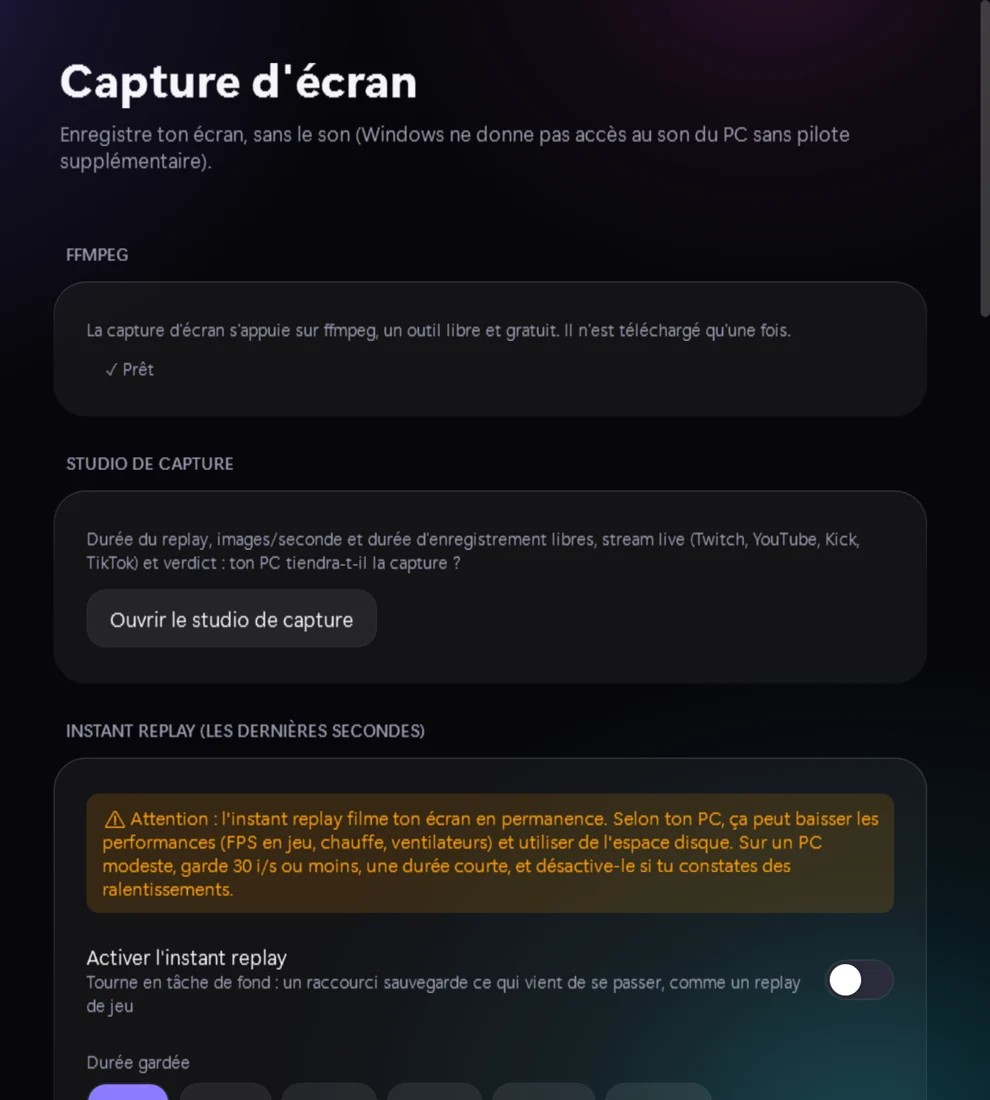 Capture d'écran
Enregistre ton écran, sans le son (Windows ne donne pas accès au son du PC sans pilote
supplémentaire).
FFMPEG
La capture d'écran s'appuie sur ffmpeg, un outil libre et gratuit. Il n'est téléchargé qu'une fois.
✓ Prêt
STUDIO DE CAPTURE
Durée du replay, images/seconde et durée d'enregistrement libres, stream live (Twitch, YouTube, Kick,
TikTok) et verdict : ton PC tiendra-t-il la capture ?
Ouvrir le studio de capture
INSTANT REPLAY (LES DERNIÈRES SECONDES)
⚠ Attention : l'instant replay filme ton écran en permanence. Selon ton PC, ça peut baisser les
performances (FPS en jeu, chauffe, ventilateurs) et utiliser de l'espace disque. Sur un PC
modeste, garde 30 i/s ou moins, une durée courte, et désactive-le si tu constates des
ralentissements.
Activer l'instant replay
Tourne en tâche de fond : un raccourci sauvegarde ce qui vient de se passer, comme un replay
de jeu
Durée gardée